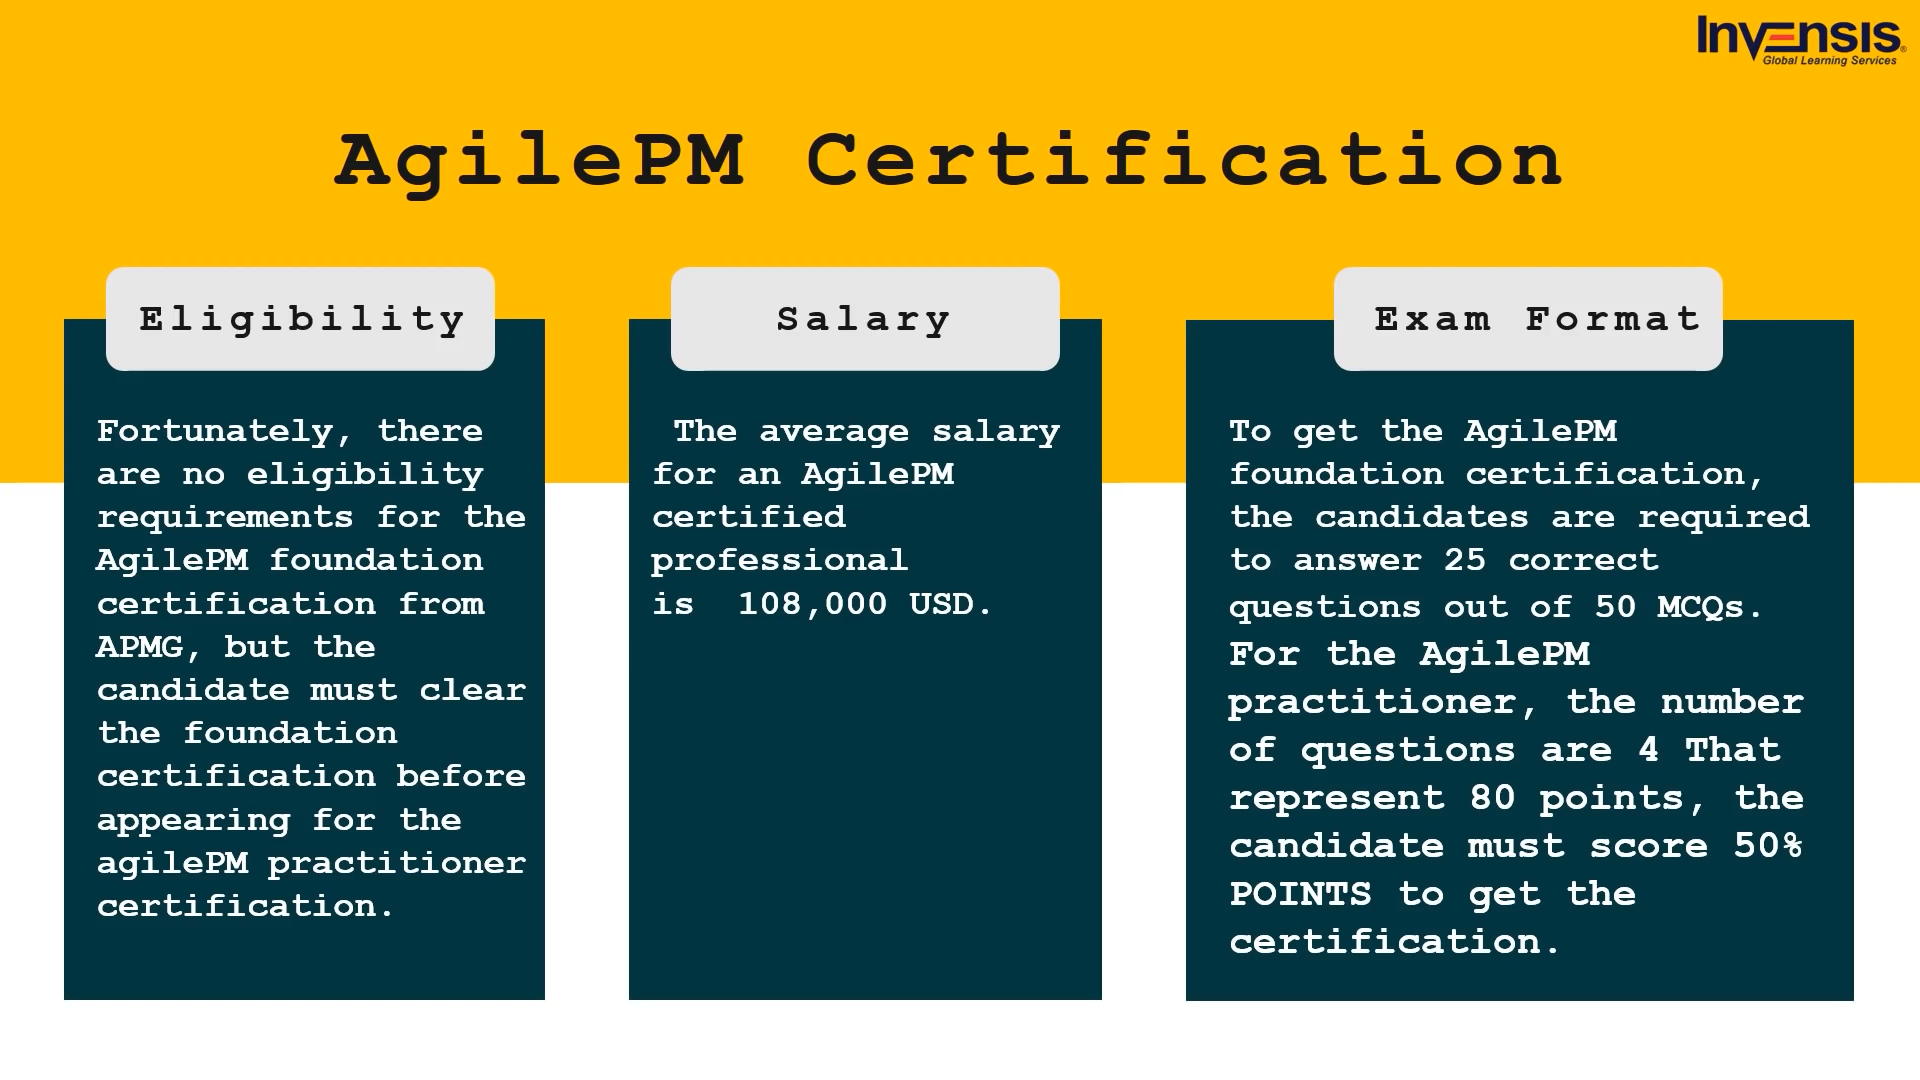 Invensis®
Global Learning Services
AgilePM Certification
Eligibility
Fortunately, there
are no eligibility
requirements for the
AgilePM foundation
certification from
APMG, but the
candidate must clear
the foundation
certification before
appearing for the
agilePM practitioner
certification.
Salary
The average salary
for an AgilePM
certified
professional
is  108,000 USD.
Exam Format
To get the AgilePM
foundation certification,
the candidates are required
to answer 25 correct
questions out of 50 MCQs.
For the AgilePM
practitioner, the number
of questions are 4 That
represent 80 points, the
candidate must score 50%
POINTS to get the
certification.